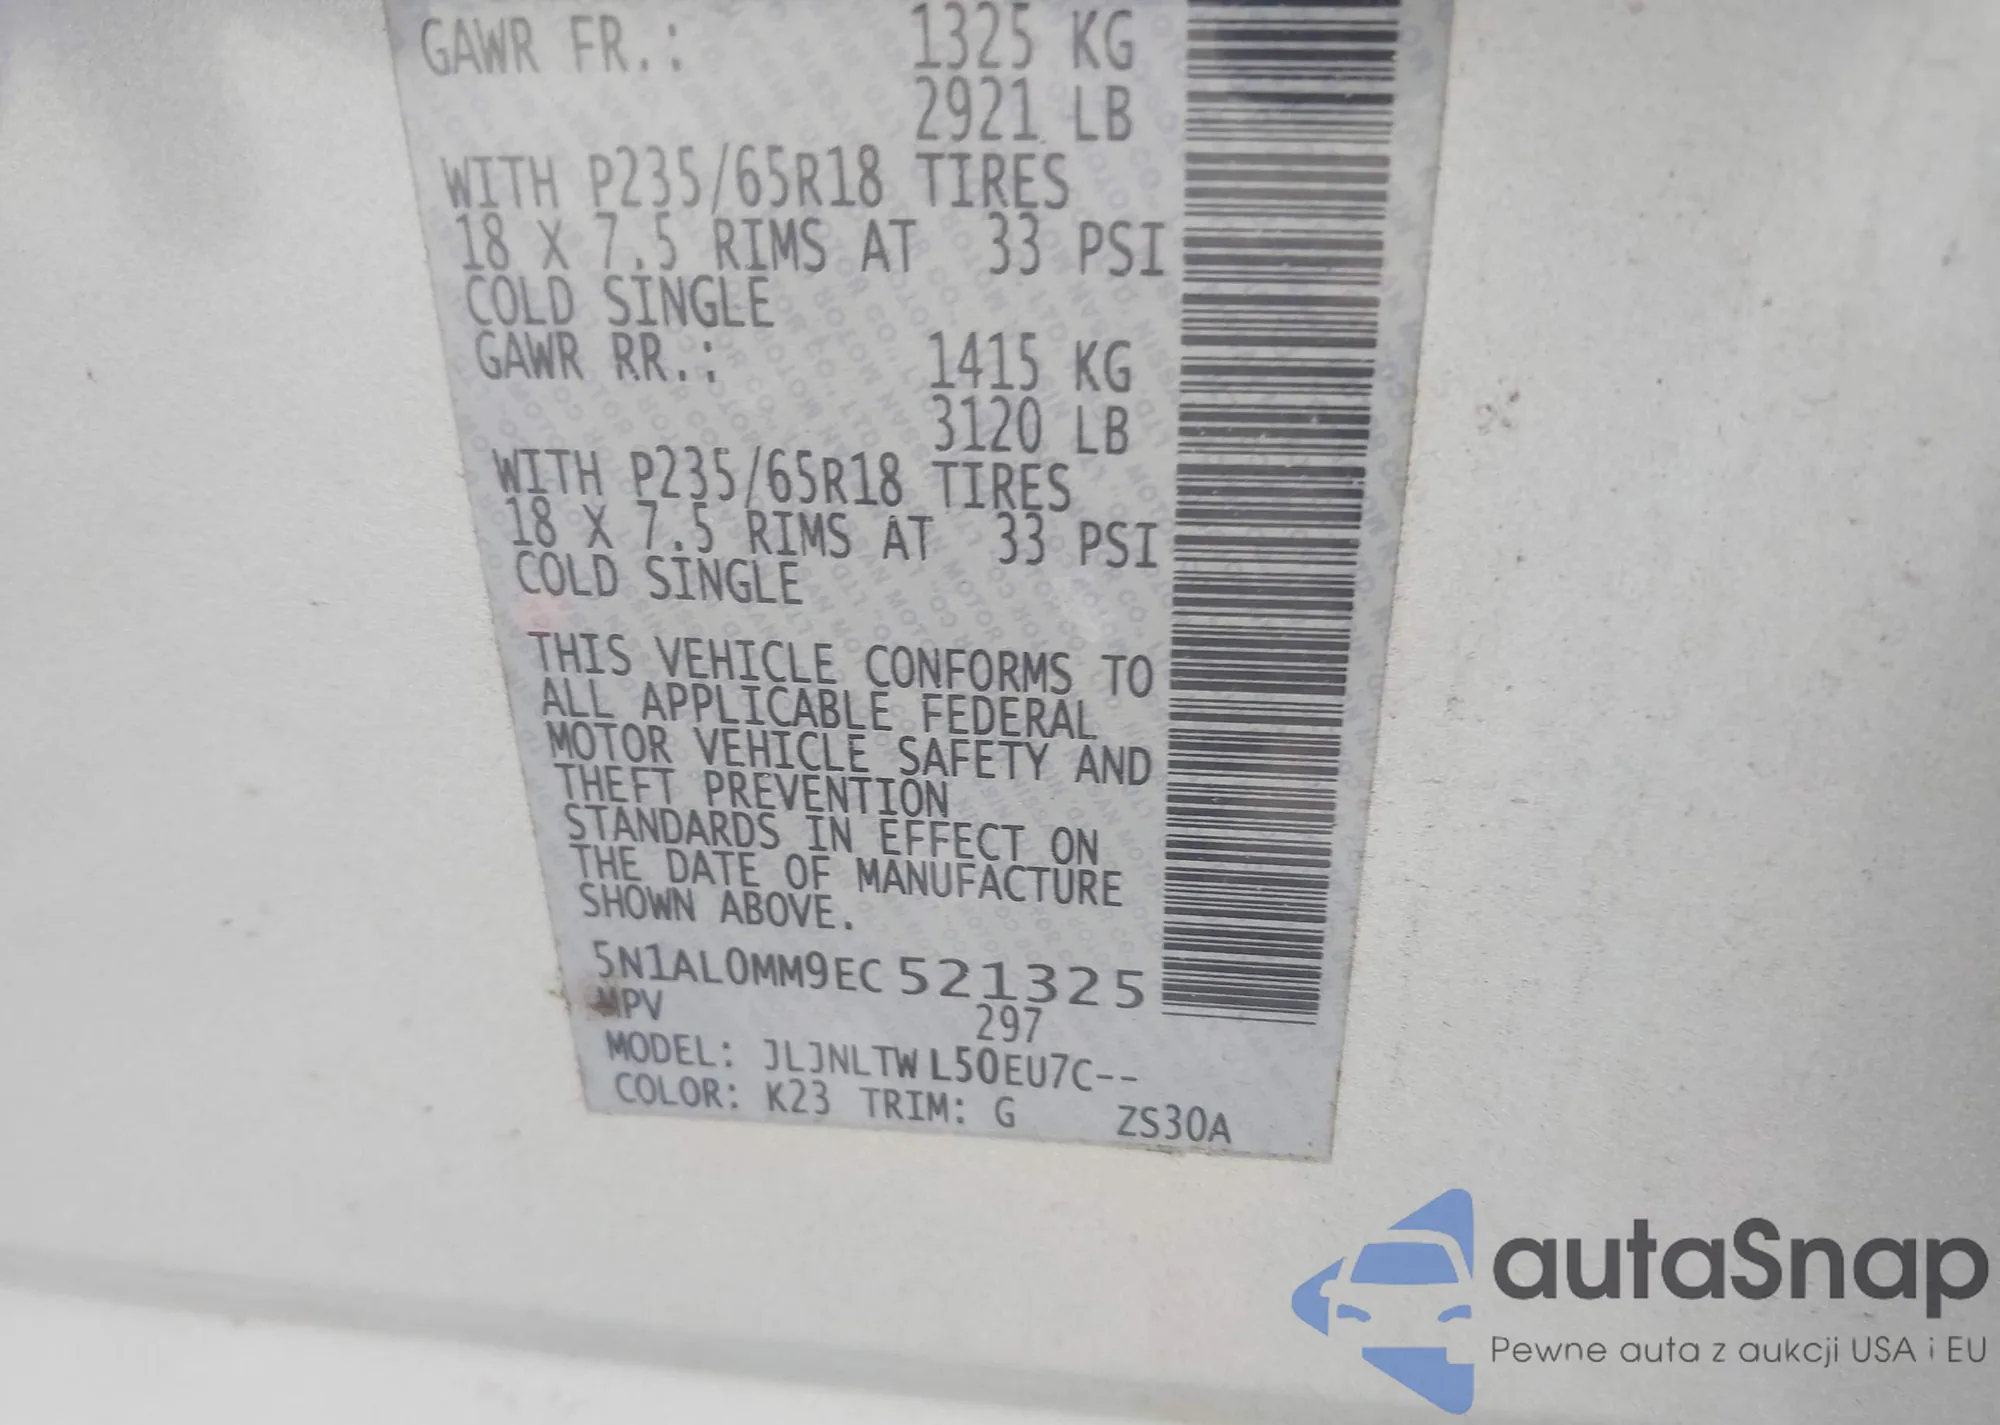 GAWR FR.: 1325 KG
2921 LB
WITH P235/65R18 TIRES
18 X 7.5 RIMS AT 33 PSI
COLD SINGLE
GAWR RR.: 1415 KG
3120 LB
WITH P235/65R18 TIRES
18 X 7.5 RIMS AT 33 PSI
COLD SINGLE
THIS VEHICLE CONFORMS TO
ALL APPLICABLE FEDERAL
MOTOR VEHICLE SAFETY AND
THEFT PREVENTION
STANDARDS IN EFFECT ON
THE DATE OF MANUFACTURE
SHOWN ABOVE.
5N1AL0MM9EC521325
MPV 297
MODEL: JLJNLTW L50EU7C--
COLOR: K23 TRIM: G ZS30A
autaSnap
Pewne auta z aukcji USA i EU